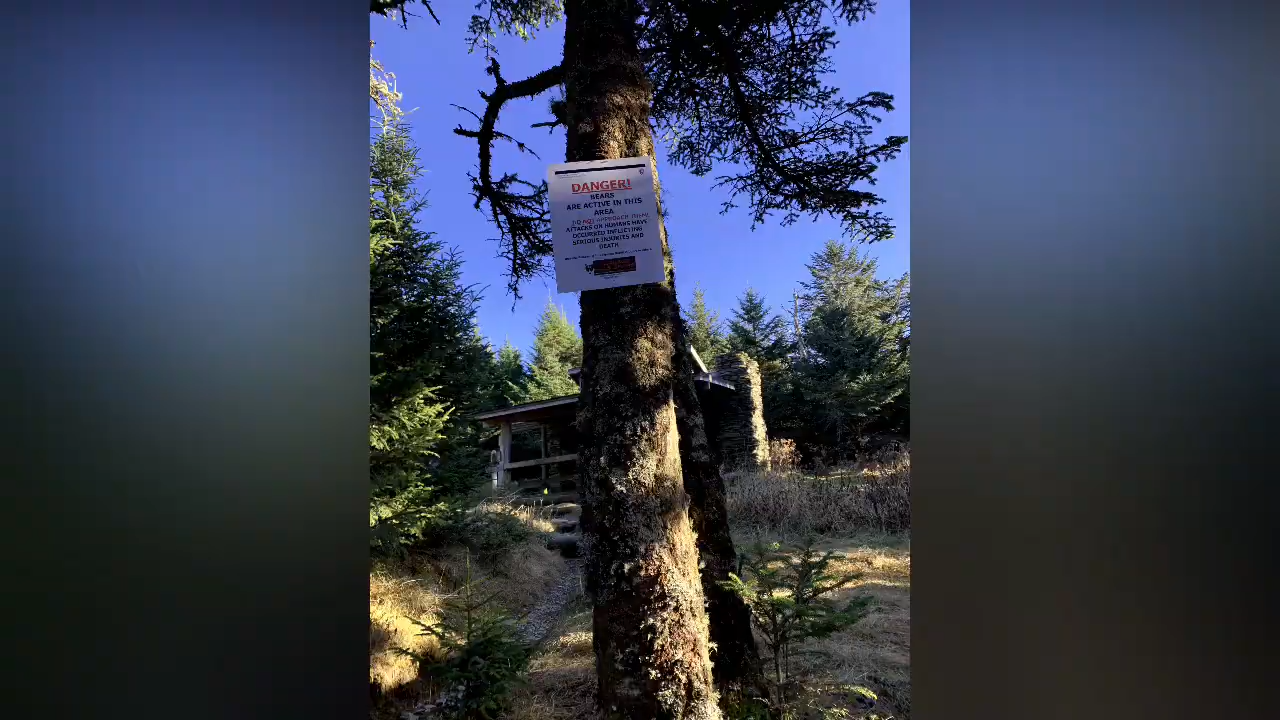 DANGER!
BEARS
ARE ACTIVE IN THIS
AREA
DO NOT APPROACH THEM!
ATTACKS ON HUMANS HAVE
OCCURRED INFLICTING
SERIOUS INJURIES AND
DEATH